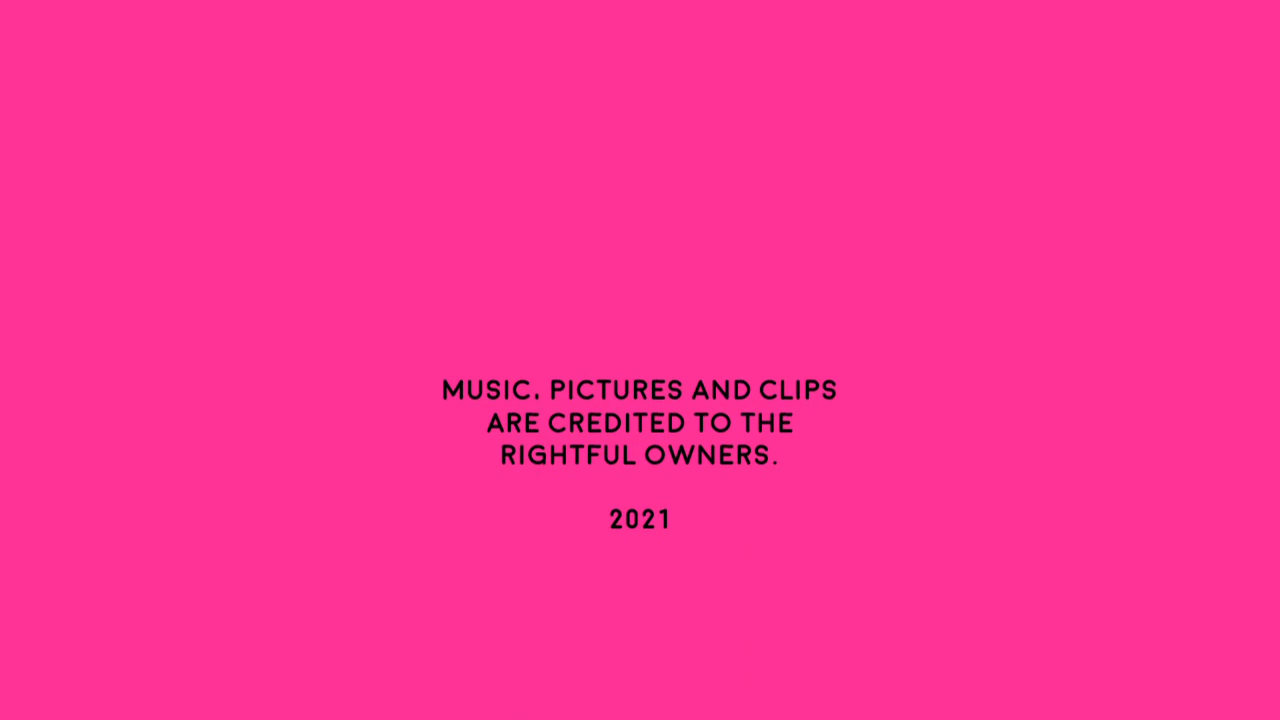 MUSIC, PICTURES AND CLIPS
ARE CREDITED TO THE
RIGHTFUL OWNERS.
2021